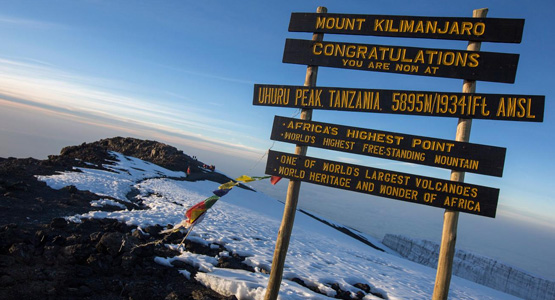 MOUNT KILIMANJARO
CONGRATULATIONS
YOU ARE NOW AT
UHURU PEAK, TANZANIA, 5895M/19341Ft. AMSL
• AFRICA'S HIGHEST POINT
• WORLD'S HIGHEST FREE-STANDING MOUNTAIN
• ONE OF WORLD'S LARGEST VOLCANOES
WORLD HERITAGE AND WONDER OF AFRICA